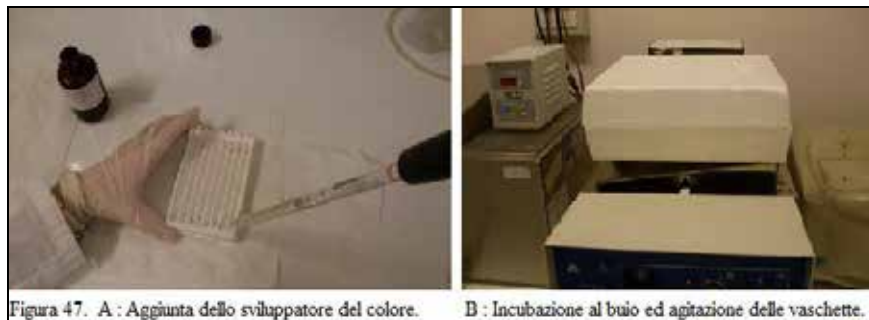 Figura 47. A : Aggiunta dello sviluppatore del colore. B : Incubazione al buio ed agitazione delle vaschette.